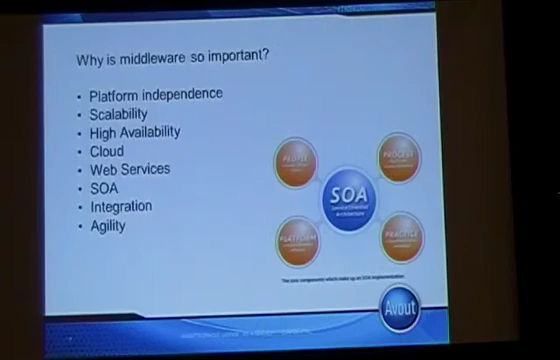 Why is middleware so important?
• Platform independence
• Scalability
• High Availability
• Cloud
• Web Services
• SOA
• Integration
• Agility
PEOPLE
PROCESS
SOA
Service Oriented
Architecture
PLATFORM
PRACTICE
The core components which make up an SOA implementation
Avout